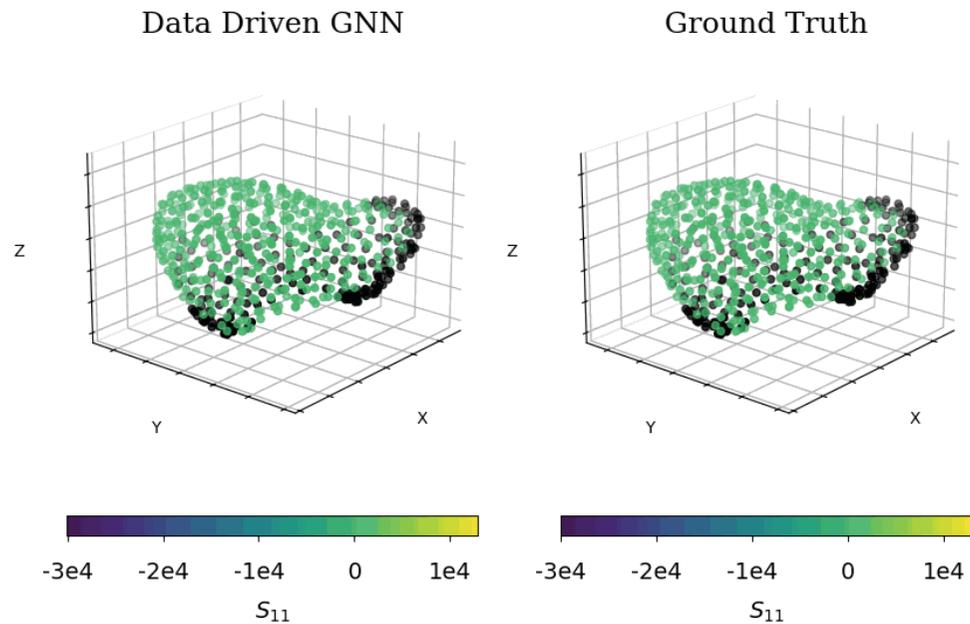 Data Driven GNN
Ground Truth
Z
Y
X
Z
Y
X
-3e4 -2e4 -1e4 0 1e4
S₁₁
-3e4 -2e4 -1e4 0 1e4
S₁₁